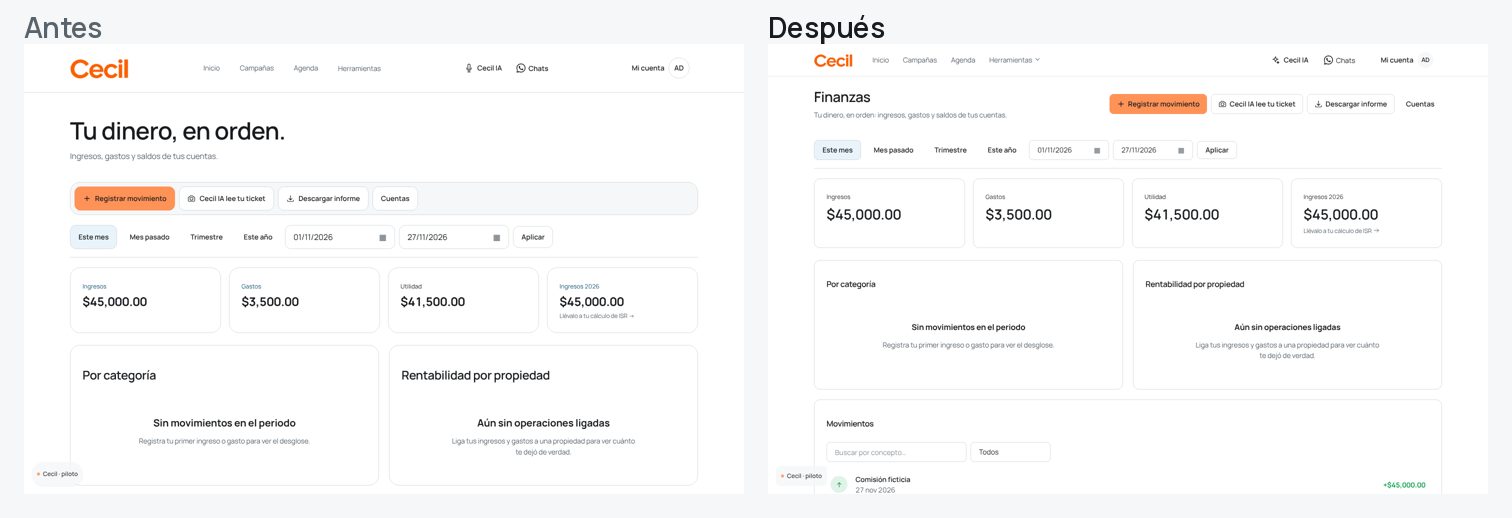 Antes
Cecil
Inicio Campañas Agenda Herramientas Cecil IA Chats Mi cuenta AD
Tu dinero, en orden.
Ingresos, gastos y saldos de tus cuentas.
+ Registrar movimiento Cecil IA lee tu ticket Descargar informe Cuentas
Este mes Mes pasado Trimestre Este año 01/11/2026 27/11/2026 Aplicar
Ingresos Gastos Utilidad Ingresos 2026
$45,000.00 $3,500.00 $41,500.00 $45,000.00
Llévalo a tu cálculo de ISR →
Por categoría Rentabilidad por propiedad
Sin movimientos en el periodo Aún sin operaciones ligadas
Registra tu primer ingreso o gasto para ver el desglose. Liga tus ingresos y gastos a una propiedad para ver cuánto
te dejó de verdad.
Cecil · piloto
Después
Cecil Inicio Campañas Agenda Herramientas Cecil IA Chats Mi cuenta AD
Finanzas
Tu dinero, en orden: ingresos, gastos y saldos de tus cuentas.
+ Registrar movimiento Cecil IA lee tu ticket Descargar informe Cuentas
Este mes Mes pasado Trimestre Este año 01/11/2026 27/11/2026 Aplicar
Ingresos Gastos Utilidad Ingresos 2026
$45,000.00 $3,500.00 $41,500.00 $45,000.00
Llévalo a tu cálculo de ISR →
Por categoría Rentabilidad por propiedad
Sin movimientos en el periodo Aún sin operaciones ligadas
Registra tu primer ingreso o gasto para ver el desglose. Liga tus ingresos y gastos a una propiedad para ver cuánto
te dejó de verdad.
Movimientos
Buscar por concepto... Todos
Cecil · piloto
Comisión ficticia +$45,000.00
27 nov 2026